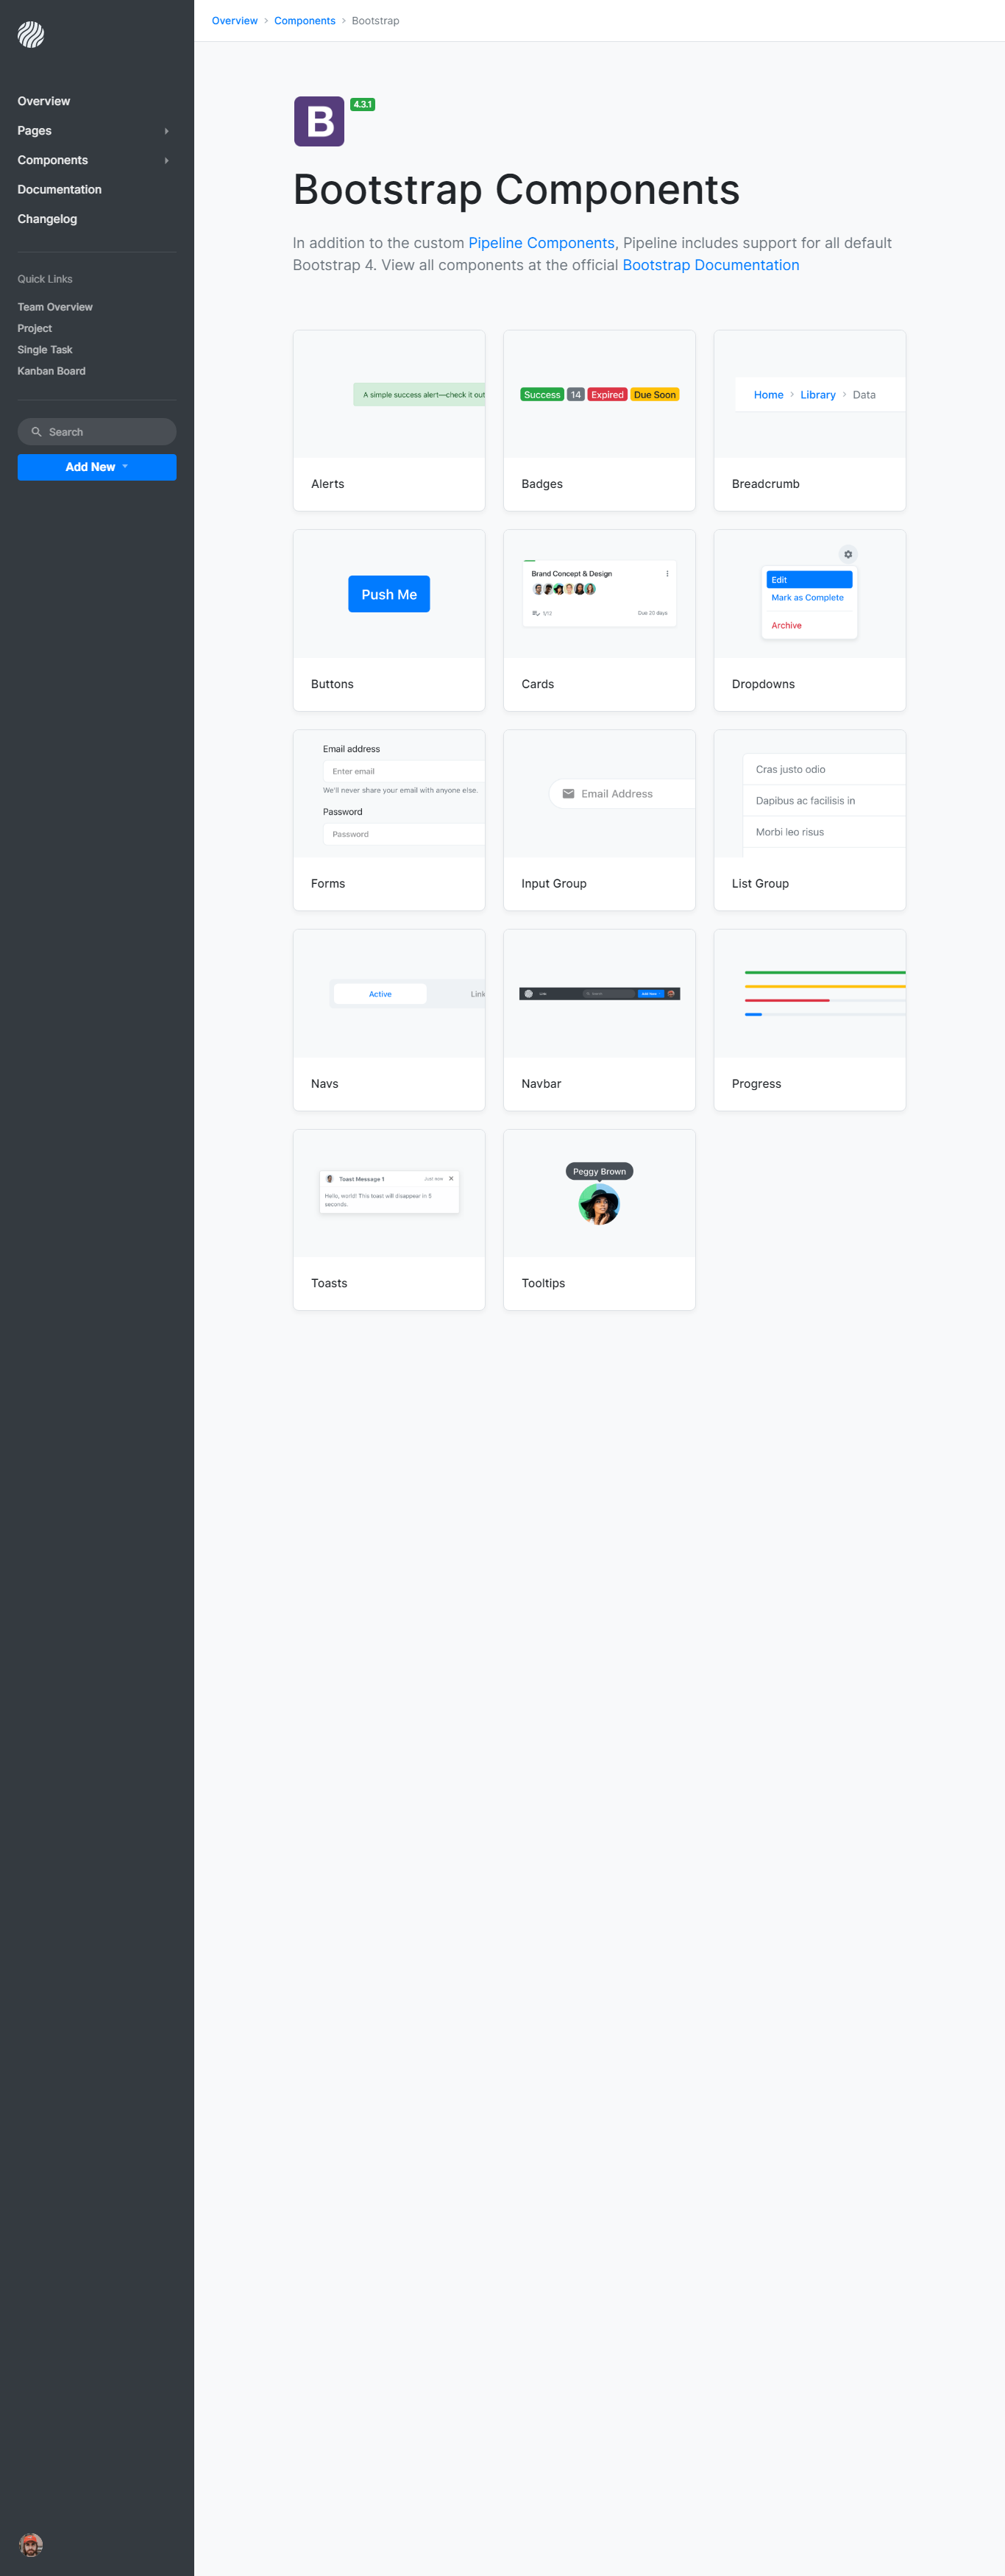 Overview > Components > Bootstrap
Overview
Pages
Components
Documentation
Changelog
Quick Links
Team Overview
Project
Single Task
Kanban Board
Search
Add New
B
4.3.1
Bootstrap Components
In addition to the custom Pipeline Components, Pipeline includes support for all default
Bootstrap 4. View all components at the official Bootstrap Documentation
A simple success alert—check it out
Alerts
Success 14 Expired Due Soon
Badges
Home > Library > Data
Breadcrumb
Push Me
Buttons
Brand Concept & Design
Due 20 days
Cards
Edit
Mark as Complete
Archive
Dropdowns
Email address
Enter email
We'll never share your email with anyone else.
Password
Password
Forms
Email Address
Input Group
Cras justo odio
Dapibus ac facilisis in
Morbi leo risus
List Group
Active Link
Navs
Link Search Add New
Navbar
Progress
Toast Message 1 Just now
Hello, world! This toast will disappear in 5
seconds.
Toasts
Peggy Brown
Tooltips